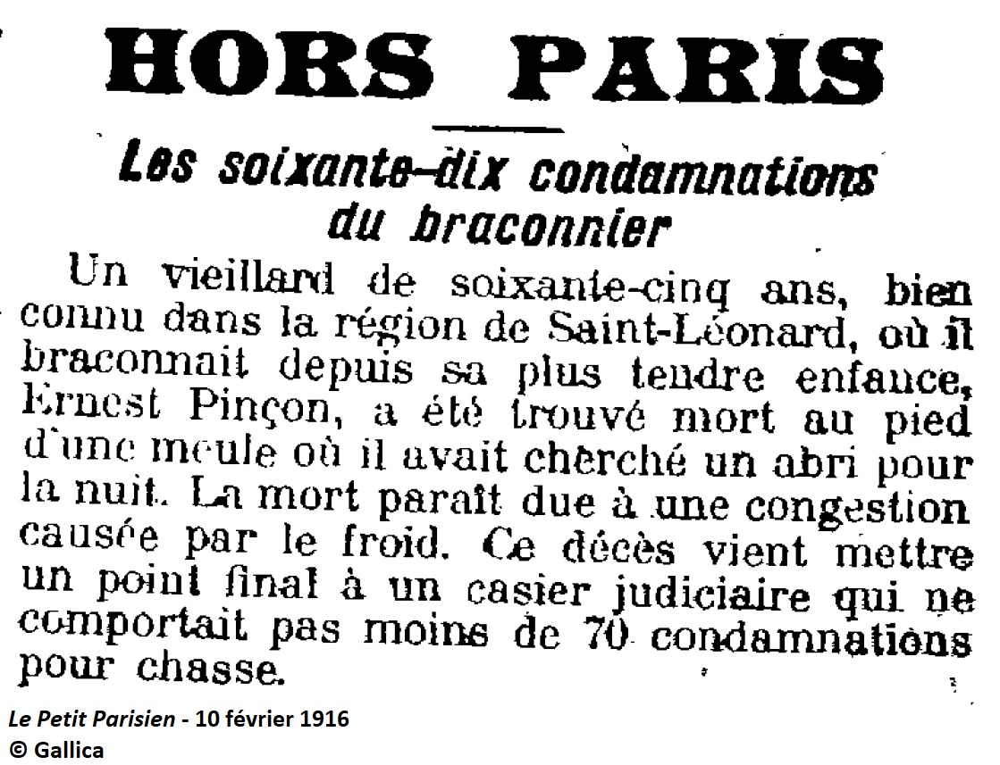 HORS PARIS
Les soixante-dix condamnations
du braconnier
Un vieillard de soixante-cinq ans, bien
connu dans la région de Saint-Léonard, où il
braconnait depuis sa plus tendre enfance,
Ernest Pinçon, a été trouvé mort au pied
d'une meule où il avait cherché un abri pour
la nuit. La mort paraît due à une congestion
causée par le froid. Ce décès vient mettre
un point final à un casier judiciaire qui ne
comportait pas moins de 70 condamnations
pour chasse.
Le Petit Parisien - 10 février 1916
© Gallica